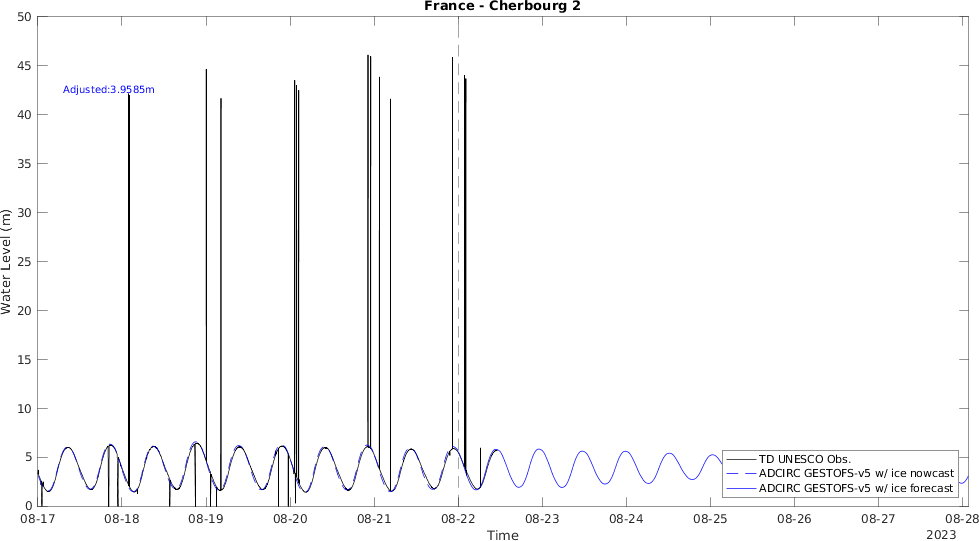 France - Cherbourg 2
50
45
40
35
30
25
20
15
10
5
0
Adjusted:3.9585m
Water Level (m)
TD UNESCO Obs.
ADCIRC GESTOFS-v5 w/ ice nowcast
ADCIRC GESTOFS-v5 w/ ice forecast
08-17 08-18 08-19 08-20 08-21 08-22 08-23 08-24 08-25 08-26 08-27 08-28
Time
2023